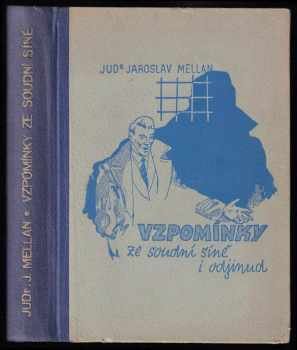 JUDr. J. MELLAN • VZPOMÍNKY ZE SOUDNÍ SÍNĚ
JUDr JAROSLAV MELLAN
VZPOMÍNKY
ze soudní síně
i odjinud